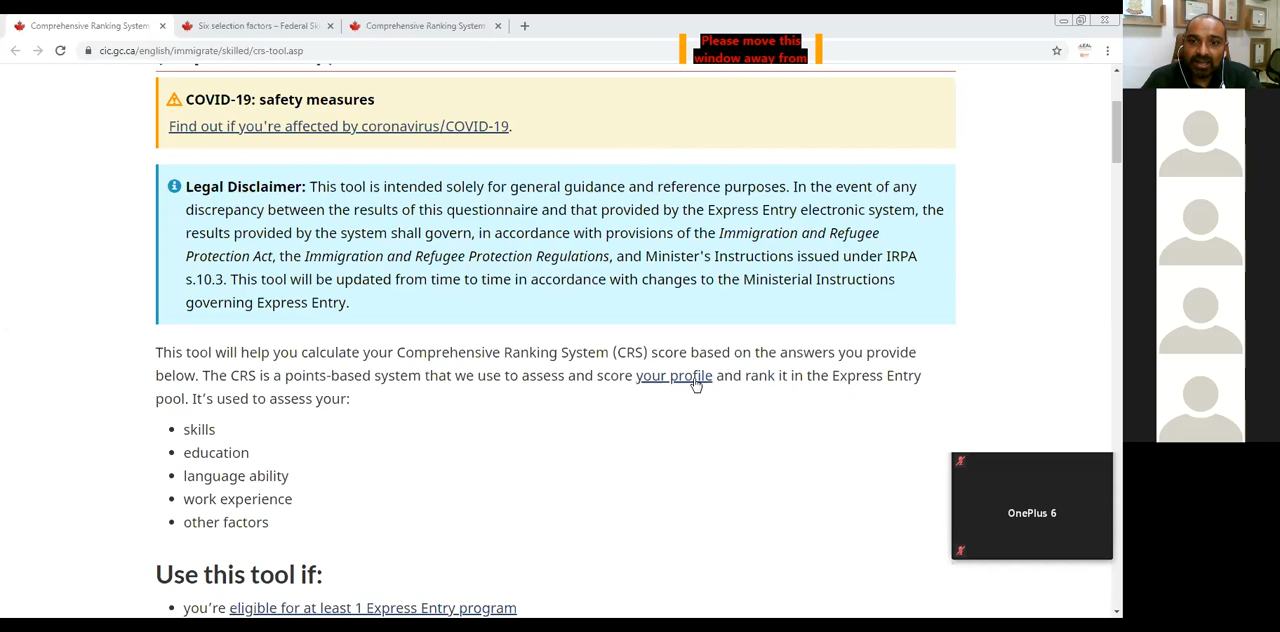 Comprehensive Ranking System
Six selection factors – Federal Sk
Comprehensive Ranking System
cic.gc.ca/english/immigrate/skilled/crs-tool.asp
Please move this
window away from
COVID-19: safety measures
Find out if you're affected by coronavirus/COVID-19.
Legal Disclaimer: This tool is intended solely for general guidance and reference purposes. In the event of any
discrepancy between the results of this questionnaire and that provided by the Express Entry electronic system, the
results provided by the system shall govern, in accordance with provisions of the Immigration and Refugee
Protection Act, the Immigration and Refugee Protection Regulations, and Minister's Instructions issued under IRPA
s.10.3. This tool will be updated from time to time in accordance with changes to the Ministerial Instructions
governing Express Entry.
This tool will help you calculate your Comprehensive Ranking System (CRS) score based on the answers you provide
below. The CRS is a points-based system that we use to assess and score your profile and rank it in the Express Entry
pool. It's used to assess your:
• skills
• education
• language ability
• work experience
• other factors
OnePlus 6
Use this tool if:
• you're eligible for at least 1 Express Entry program